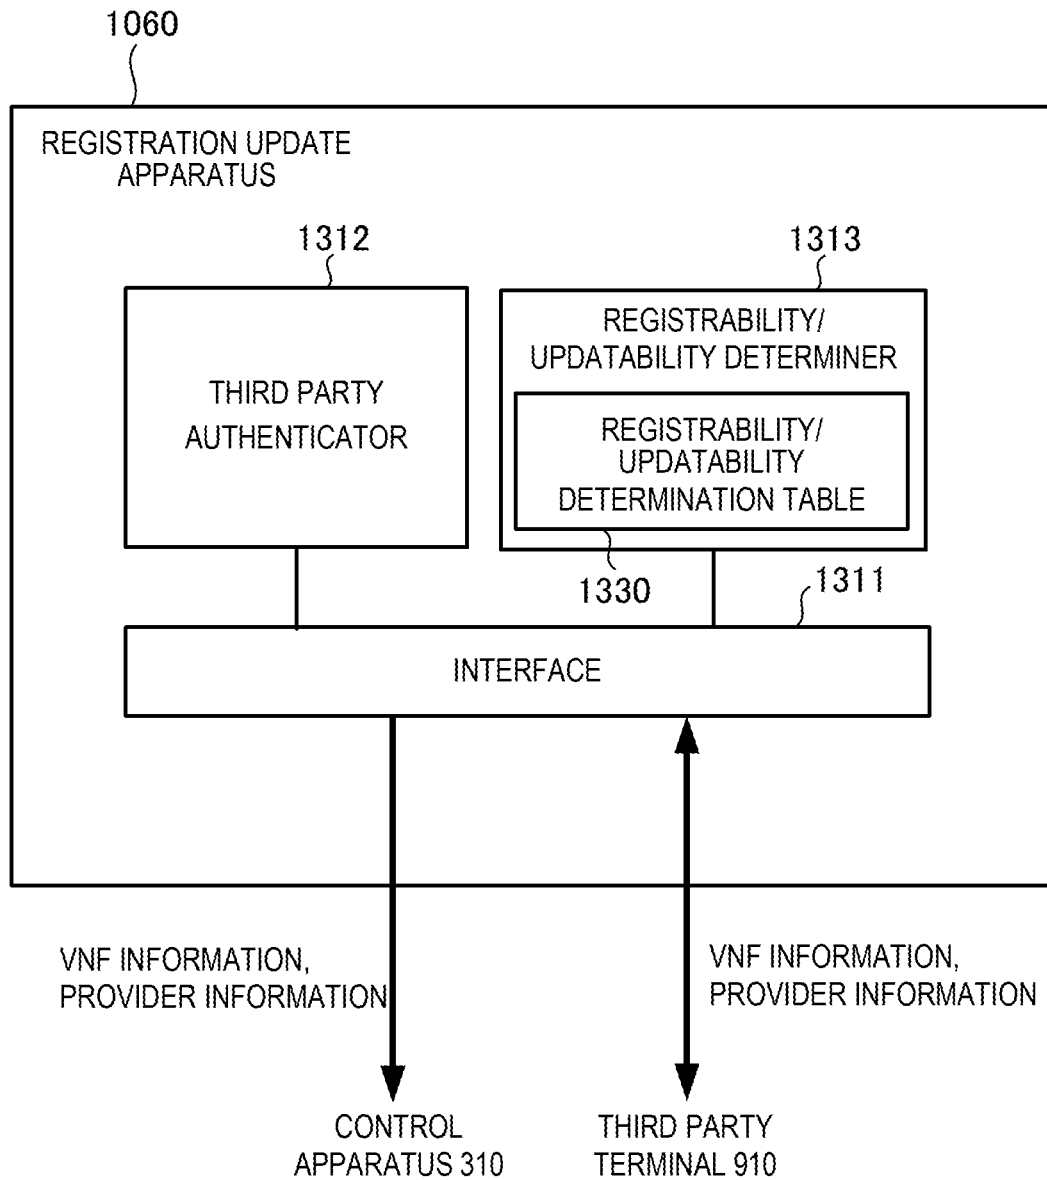 1060
REGISTRATION UPDATE
APPARATUS
1312
1313
THIRD PARTY
AUTHENTICATOR
REGISTRABILITY/
UPDATABILITY DETERMINER
REGISTRABILITY/
UPDATABILITY
DETERMINATION TABLE
1330
1311
INTERFACE
VNF INFORMATION,
PROVIDER INFORMATION
VNF INFORMATION,
PROVIDER INFORMATION
CONTROL
APPARATUS 310
THIRD PARTY
TERMINAL 910